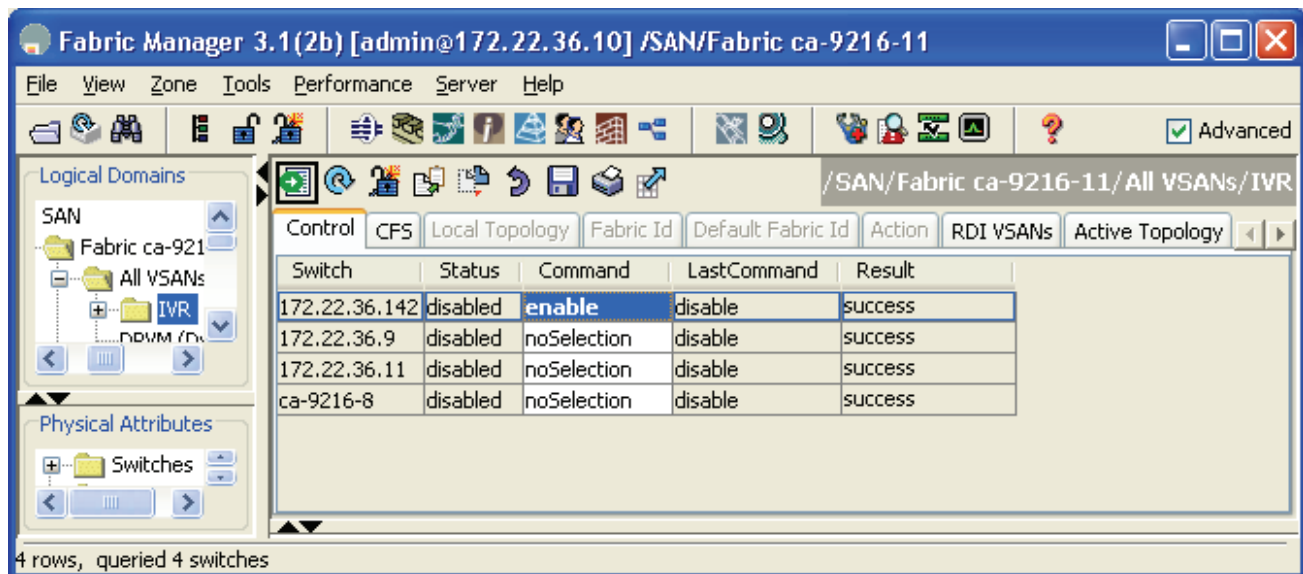 Fabric Manager 3.1(2b) [admin@172.22.36.10] /SAN/Fabric ca-9216-11
File View Zone Tools Performance Server Help
Advanced
Logical Domains
SAN
Fabric ca-921
All VSANs
IVR
/SAN/Fabric ca-9216-11/All VSANs/IVR
Control CFS Local Topology Fabric Id Default Fabric Id Action RDI VSANs Active Topology
Switch Status Command LastCommand Result
172.22.36.142 disabled enable disable success
172.22.36.9 disabled noSelection disable success
172.22.36.11 disabled noSelection disable success
ca-9216-8 disabled noSelection disable success
Physical Attributes
Switches
4 rows, queried 4 switches